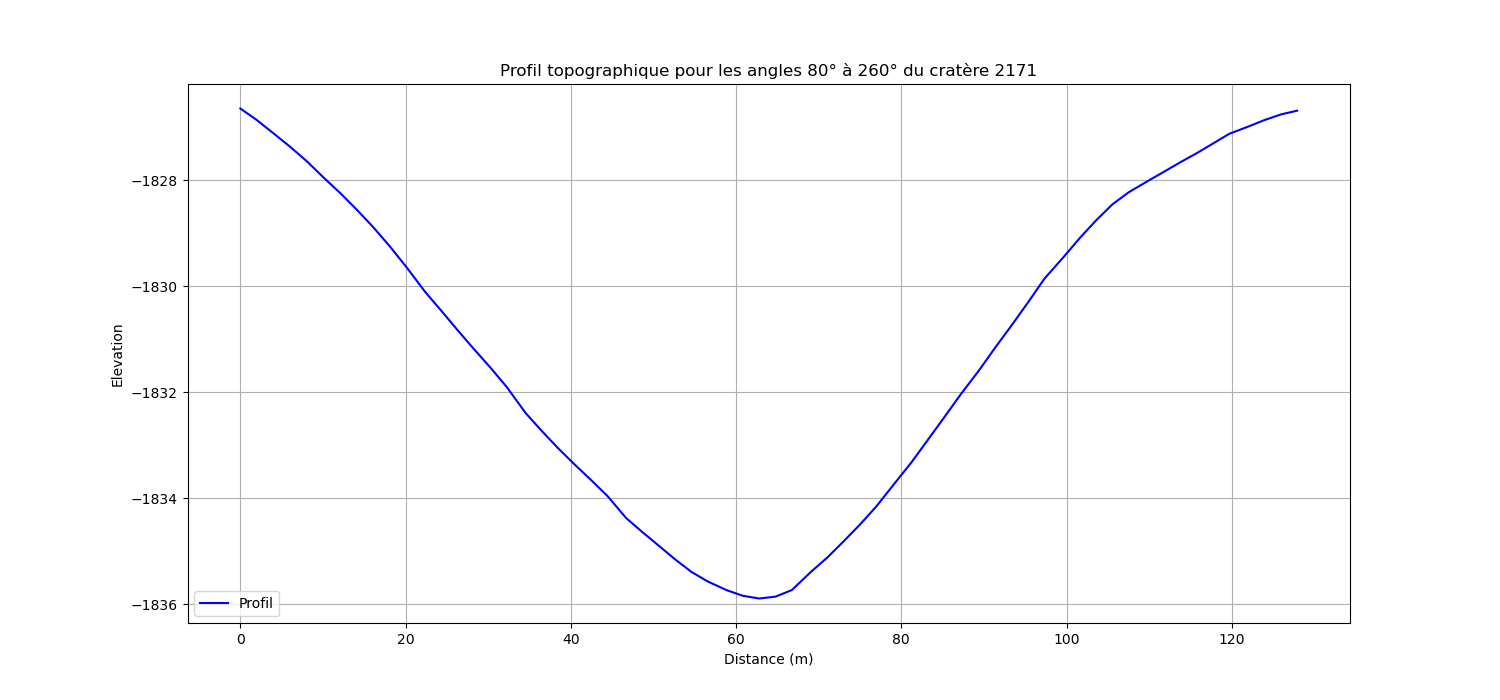 Profil topographique pour les angles 80° à 260° du cratère 2171
Elevation
−1828
−1830
−1832
−1834
−1836
Profil
0 20 40 60 80 100 120
Distance (m)